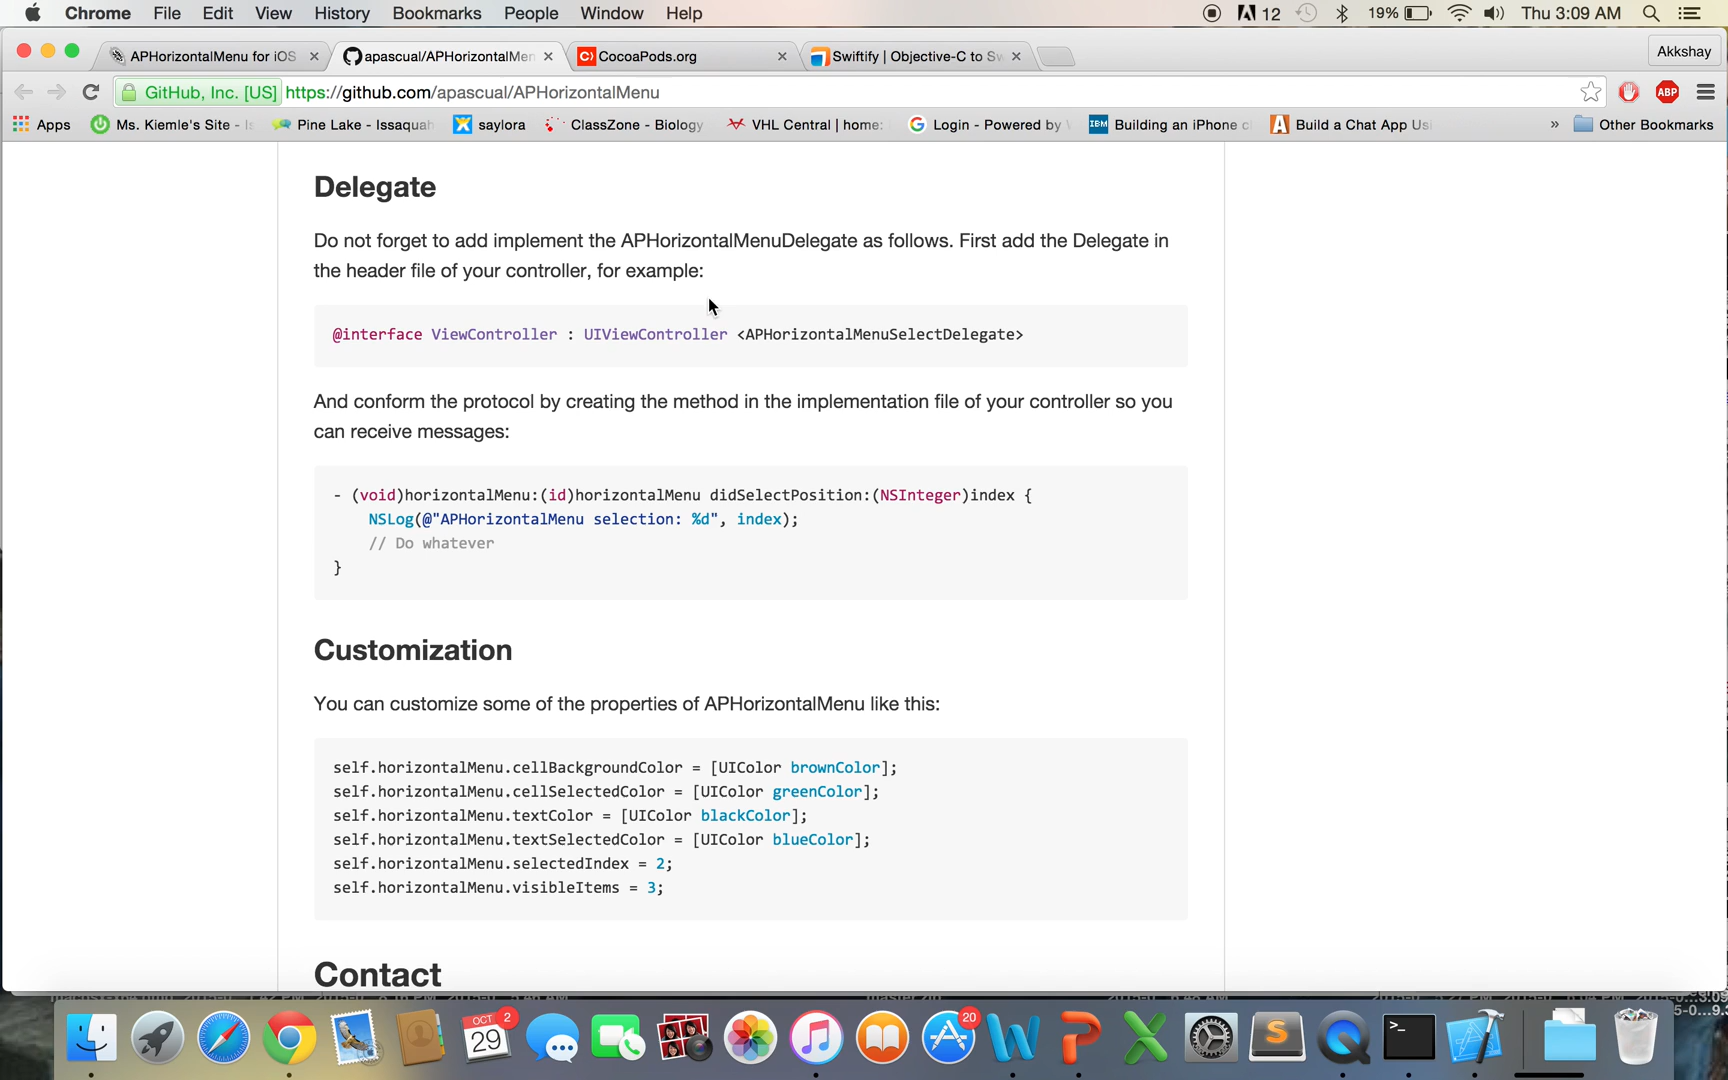 Chrome File Edit View History Bookmarks People Window Help 12 19% Thu 3:09 AM
APHorizontalMenu for iOS apascual/APHorizontalMen CocoaPods.org Swiftify | Objective-C to Sw Akkshay
GitHub, Inc. [US] https://github.com/apascual/APHorizontalMenu ABP
Apps Ms. Kiemle's Site - Pine Lake - Issaquah saylora ClassZone - Biology VHL Central | home: Login - Powered by IBM Building an iPhone Build a Chat App Usi » Other Bookmarks
Delegate
Do not forget to add implement the APHorizontalMenuDelegate as follows. First add the Delegate in
the header file of your controller, for example:
@interface ViewController : UIViewController <APHorizontalMenuSelectDelegate>
And conform the protocol by creating the method in the implementation file of your controller so you
can receive messages:
- (void)horizontalMenu:(id)horizontalMenu didSelectPosition:(NSInteger)index {
NSLog(@"APHorizontalMenu selection: %d", index);
// Do whatever
}
Customization
You can customize some of the properties of APHorizontalMenu like this:
self.horizontalMenu.cellBackgroundColor = [UIColor brownColor];
self.horizontalMenu.cellSelectedColor = [UIColor greenColor];
self.horizontalMenu.textColor = [UIColor blackColor];
self.horizontalMenu.textSelectedColor = [UIColor blueColor];
self.horizontalMenu.selectedIndex = 2;
self.horizontalMenu.visibleItems = 3;
Contact
OCT 29 2 20